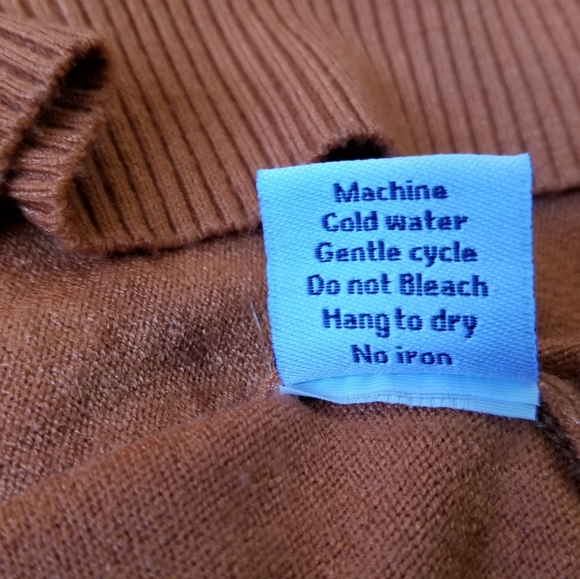 Machine
Cold water
Gentle cycle
Do not Bleach
Hang to dry
No iron